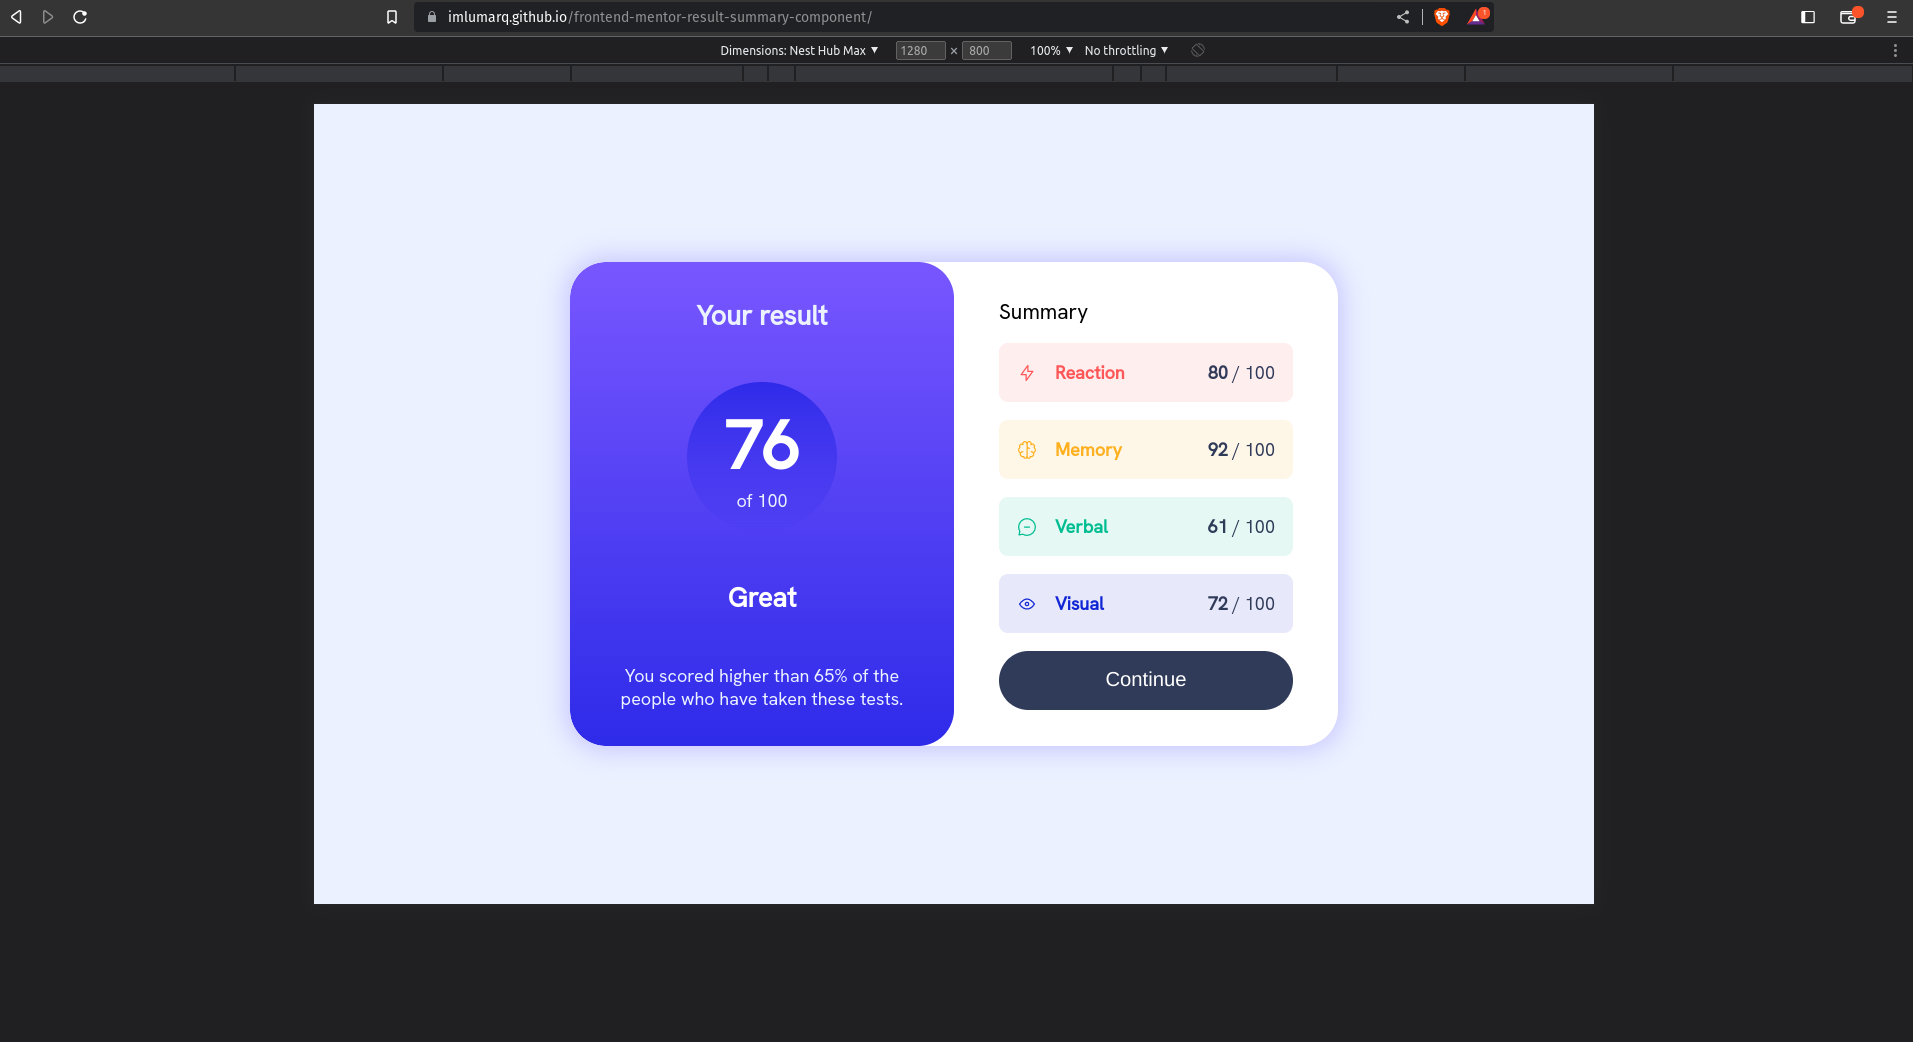 imlumarq.github.io/frontend-mentor-result-summary-component/
1
Dimensions: Nest Hub Max ▼ 1280 × 800 100% ▼ No throttling ▼
Your result
76
of 100
Great
You scored higher than 65% of the
people who have taken these tests.
Summary
Reaction 80 / 100
Memory 92 / 100
Verbal 61 / 100
Visual 72 / 100
Continue